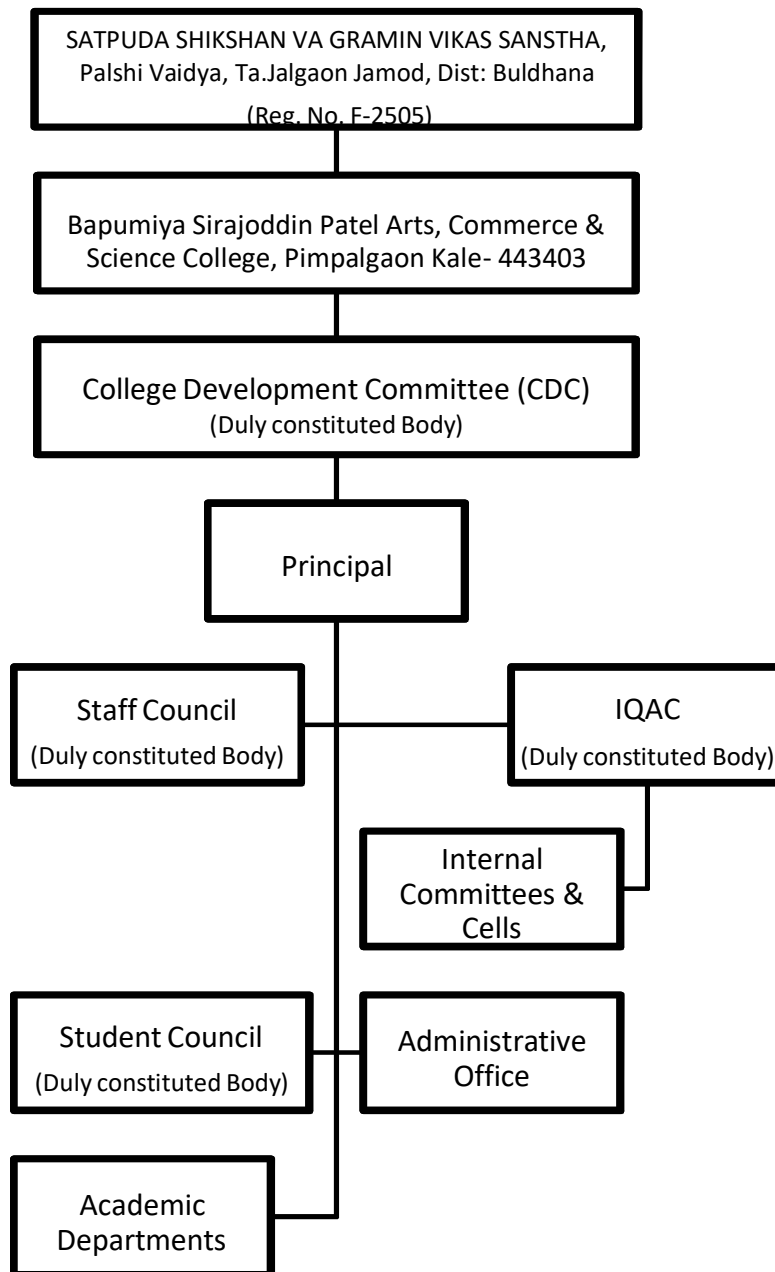 SATPUDA SHIKSHAN VA GRAMIN VIKAS SANSTHA,
Palshi Vaidya, Ta.Jalgaon Jamod, Dist: Buldhana
(Reg. No. F-2505)
Bapumiya Sirajoddin Patel Arts, Commerce &
Science College, Pimpalgaon Kale- 443403
College Development Committee (CDC)
(Duly constituted Body)
Principal
Staff Council
(Duly constituted Body)
IQAC
(Duly constituted Body)
Internal
Committees &
Cells
Student Council
(Duly constituted Body)
Administrative
Office
Academic
Departments